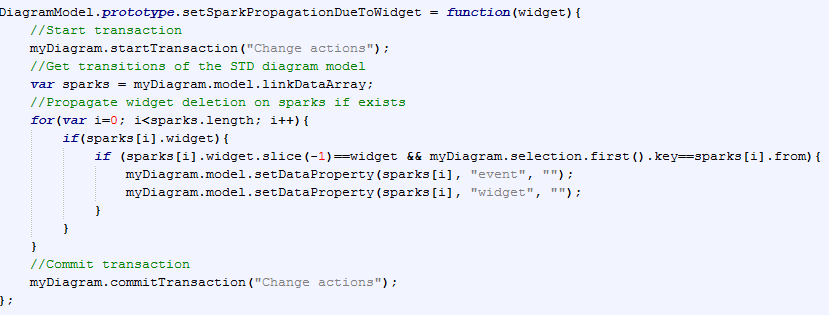 DiagramModel.prototype.setSparkPropagationDueToWidget = function(widget){
//Start transaction
myDiagram.startTransaction("Change actions");
//Get transitions of the STD diagram model
var sparks = myDiagram.model.linkDataArray;
//Propagate widget deletion on sparks if exists
for(var i=0; i<sparks.length; i++){
if(sparks[i].widget){
if (sparks[i].widget.slice(-1)==widget && myDiagram.selection.first().key==sparks[i].from){
myDiagram.model.setDataProperty(sparks[i], "event", "");
myDiagram.model.setDataProperty(sparks[i], "widget", "");
}
}
}
//Commit transaction
myDiagram.commitTransaction("Change actions");
};